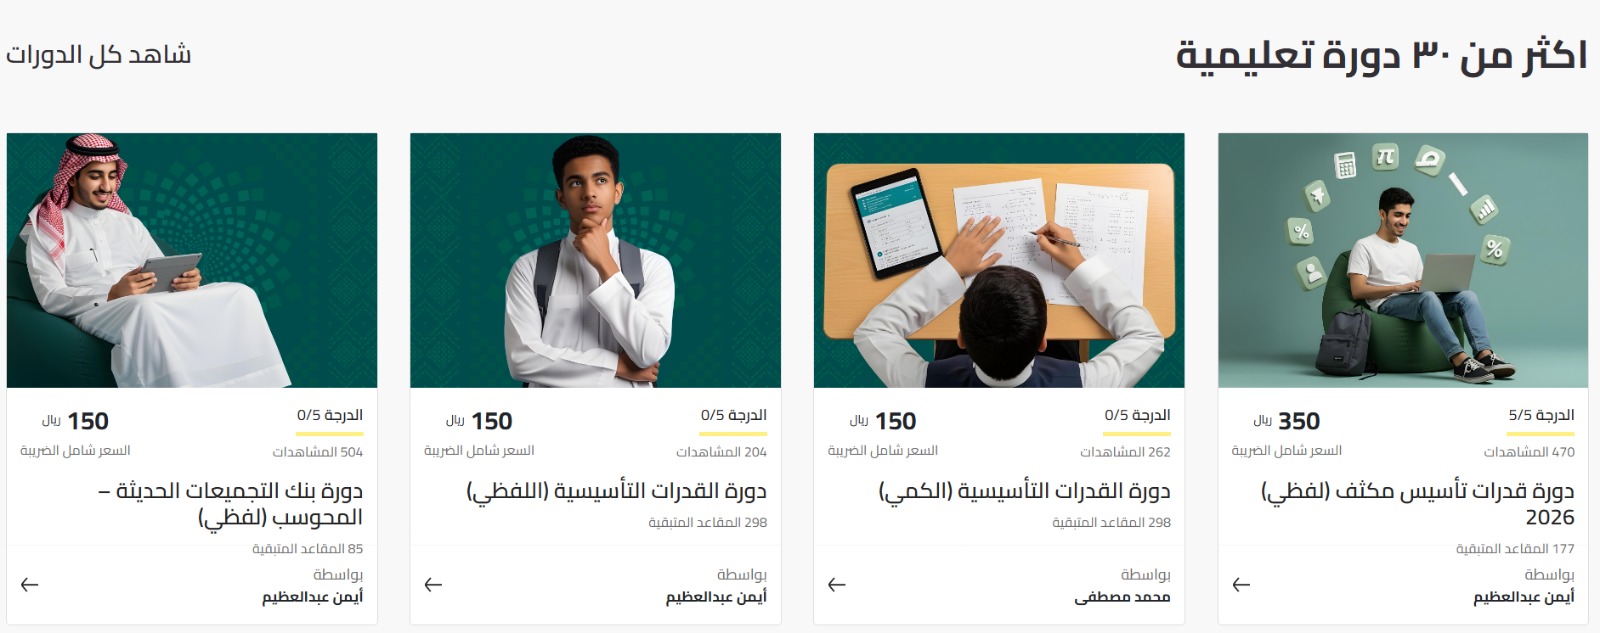 اكثر من ٣٠ دورة تعليمية
شاهد كل الدورات
الدرجة 5/5
350 ريال
470 المشاهدات
السعر شامل الضريبة
دورة قدرات تأسيس مكثف (لفظي)
2026
177 المقاعد المتبقية
بواسطة
أيمن عبدالعظيم
الدرجة 0/5
150 ريال
262 المشاهدات
السعر شامل الضريبة
دورة القدرات التأسيسية (الكمي)
298 المقاعد المتبقية
بواسطة
محمد مصطفى
الدرجة 0/5
150 ريال
204 المشاهدات
السعر شامل الضريبة
دورة القدرات التأسيسية (اللفظي)
298 المقاعد المتبقية
بواسطة
أيمن عبدالعظيم
الدرجة 0/5
150 ريال
504 المشاهدات
السعر شامل الضريبة
دورة بنك التجميعات الحديثة –
المحوسب (لفظي)
85 المقاعد المتبقية
بواسطة
أيمن عبدالعظيم